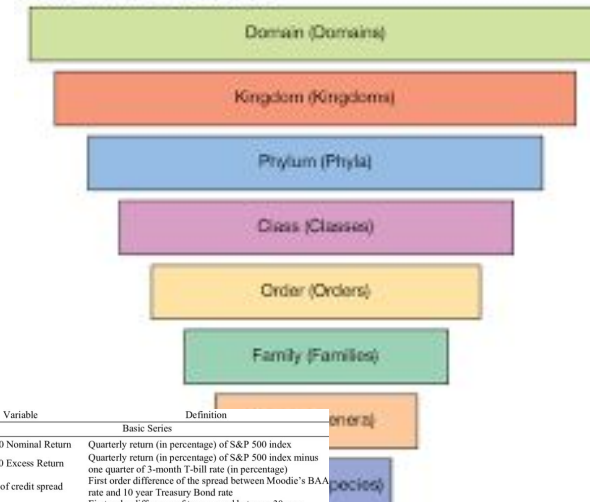 Domain (Domains)
Kingdom (Kingdoms)
Phylum (Phyla)
Class (Classes)
Order (Orders)
Family (Families)
enera)
pecies)
Variable Definition
Basic Series
0 Nominal Return Quarterly return (in percentage) of S&P 500 index
0 Excess Return Quarterly return (in percentage) of S&P 500 index minus
one quarter of 3-month T-bill rate (in percentage)
of credit spread First order difference of the spread between Moodie's BAA
rate and 10 year Treasury Bond rate